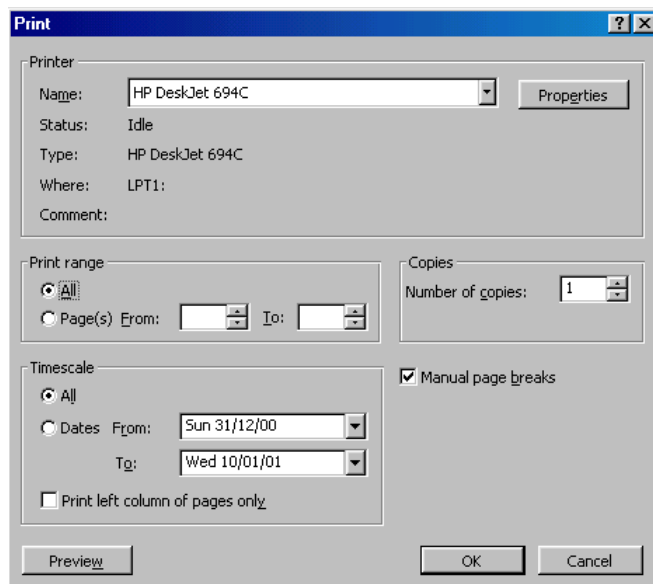 Print
Printer
Name: HP DeskJet 694C Properties
Status: Idle
Type: HP DeskJet 694C
Where: LPT1:
Comment:
Print range
All
Page(s) From: To:
Copies
Number of copies: 1
Timescale
All
Dates From: Sun 31/12/00
To: Wed 10/01/01
Print left column of pages only
Manual page breaks
Preview OK Cancel